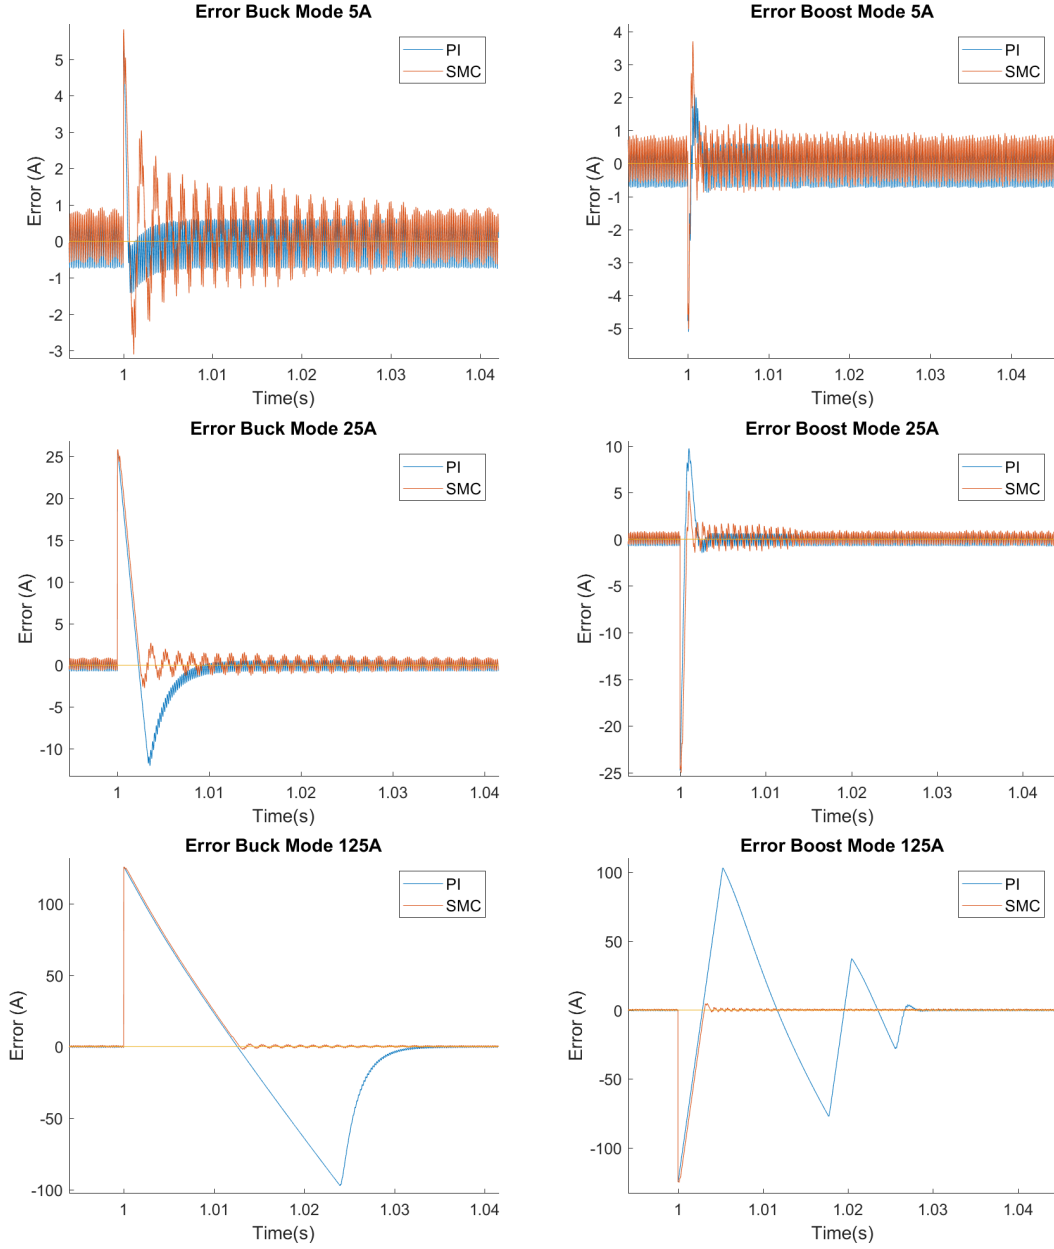 Error Buck Mode 5A
Error (A)
5
4
3
2
1
0
-1
-2
-3
1
1.01
1.02
1.03
1.04
Time(s)
PI
SMC
Error Boost Mode 5A
Error (A)
4
3
2
1
0
-1
-2
-3
-4
-5
1
1.01
1.02
1.03
1.04
Time(s)
PI
SMC
Error Buck Mode 25A
Error (A)
25
20
15
10
5
0
-5
-10
1
1.01
1.02
1.03
1.04
Time(s)
PI
SMC
Error Boost Mode 25A
Error (A)
10
5
0
-5
-10
-15
-20
-25
1
1.01
1.02
1.03
1.04
Time(s)
PI
SMC
Error Buck Mode 125A
Error (A)
100
50
0
-50
-100
1
1.01
1.02
1.03
1.04
Time(s)
PI
SMC
Error Boost Mode 125A
Error (A)
100
50
0
-50
-100
1
1.01
1.02
1.03
1.04
Time(s)
PI
SMC